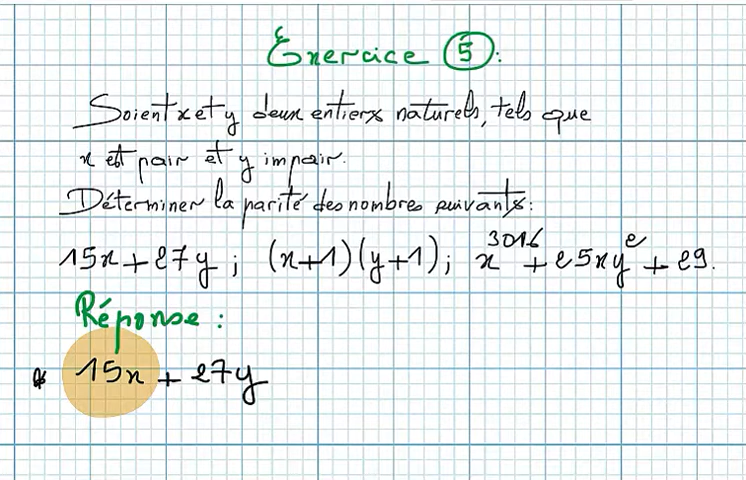 Exercice 5 :
Soient x et y deux entiers naturels, tels que
x est pair et y impair.
Déterminer la parité des nombres suivants :
15x + 27y ; (x+1)(y+1) ; x^3016 + 25xy^2 + 29.
Réponse :
* 15x + 27y